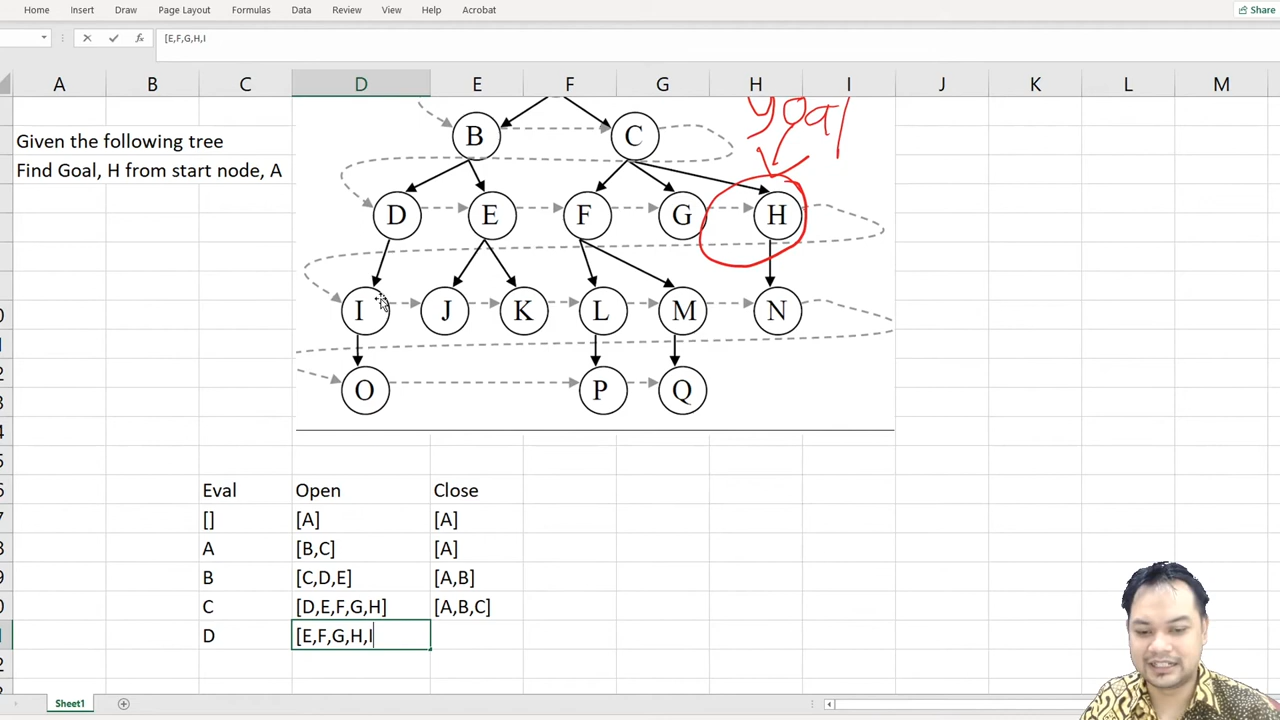 Home Insert Draw Page Layout Formulas Data Review View Help Acrobat Share
fx [E,F,G,H,I
A B C D E F G H I J K L M
goal
B C
Given the following tree
Find Goal, H from start node, A
D E F G H
I J K L M N
O P Q
Eval Open Close
[] [A] [A]
A [B,C] [A]
B [C,D,E] [A,B]
C [D,E,F,G,H] [A,B,C]
D [E,F,G,H,I
Sheet1